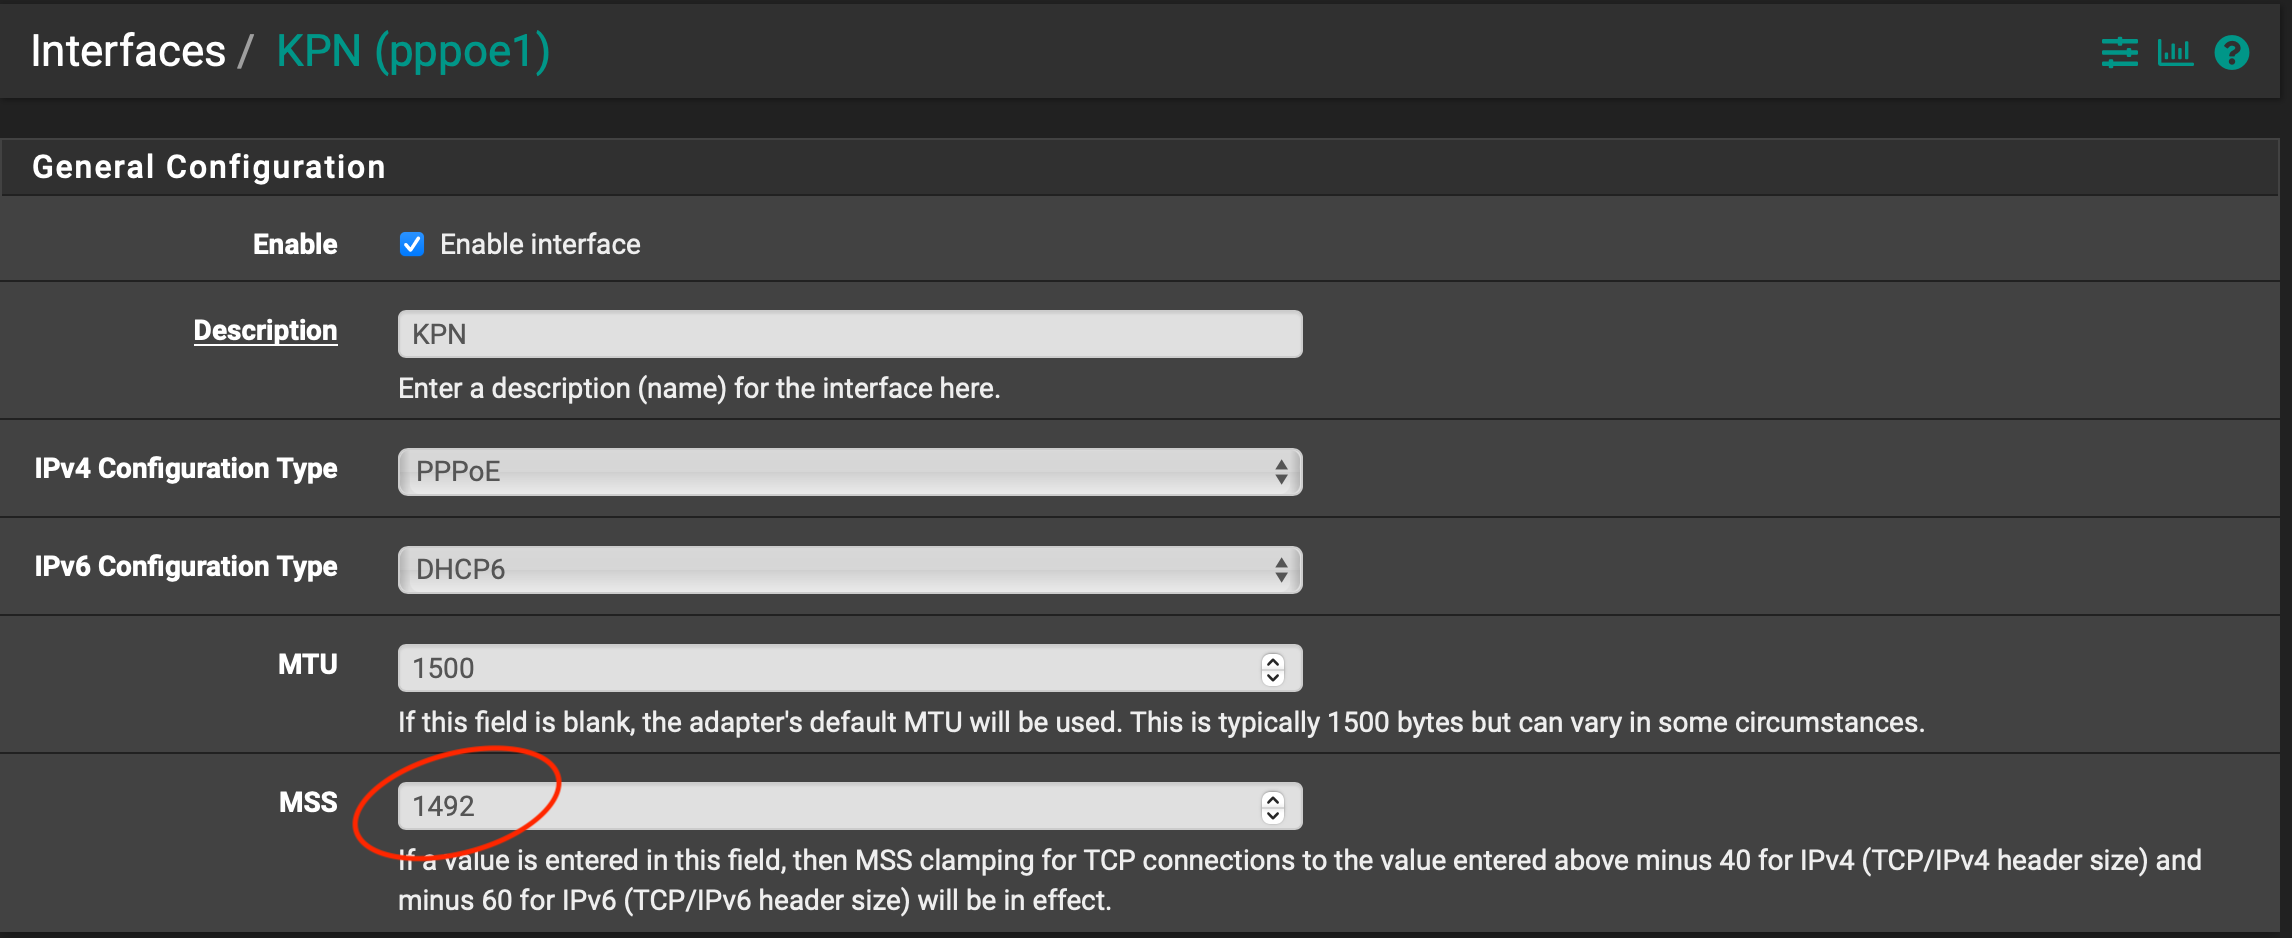 Interfaces / KPN (pppoe1)
General Configuration
Enable Enable interface
Description KPN
Enter a description (name) for the interface here.
IPv4 Configuration Type PPPoE
IPv6 Configuration Type DHCP6
MTU 1500
If this field is blank, the adapter's default MTU will be used. This is typically 1500 bytes but can vary in some circumstances.
MSS 1492
If a value is entered in this field, then MSS clamping for TCP connections to the value entered above minus 40 for IPv4 (TCP/IPv4 header size) and
minus 60 for IPv6 (TCP/IPv6 header size) will be in effect.